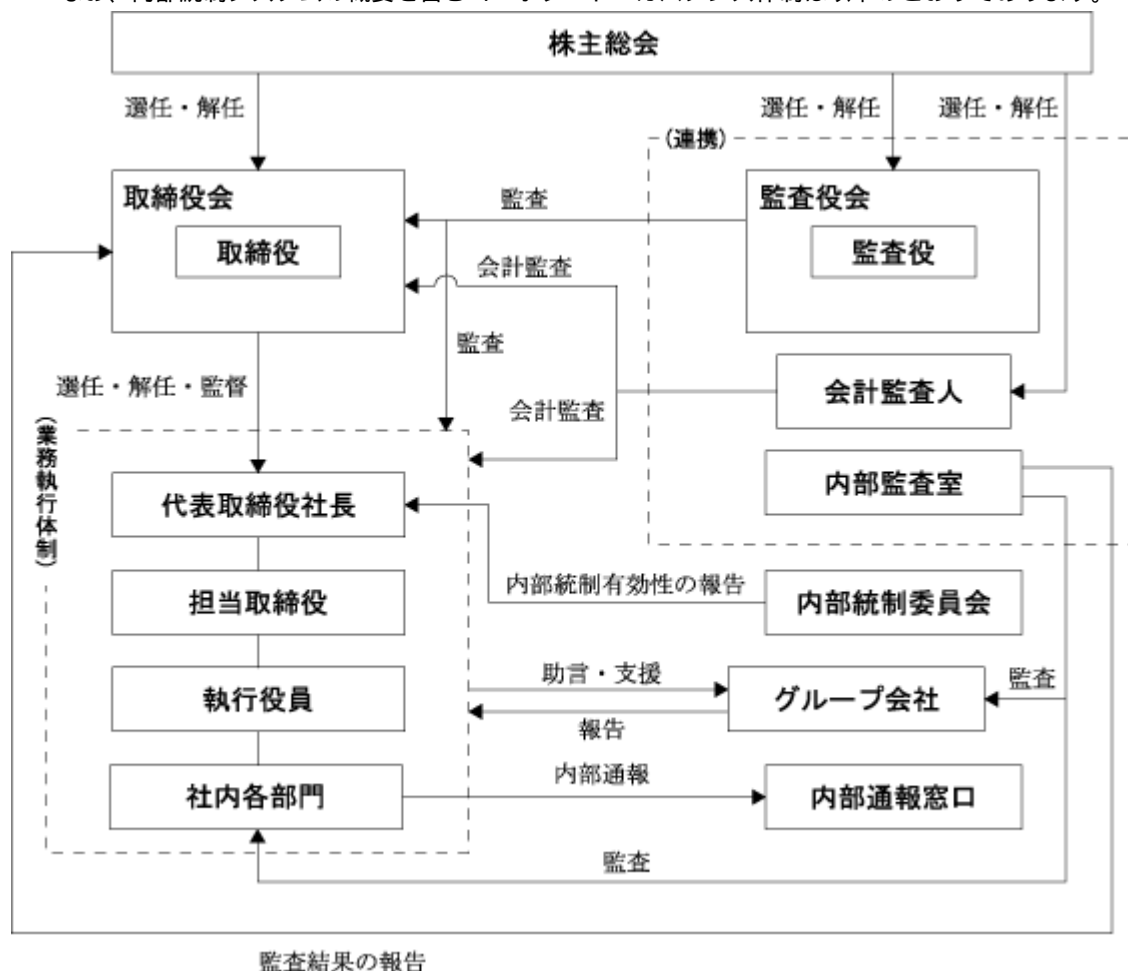 株主総会
選任・解任
選任・解任
選任・解任
(連携)
取締役会
取締役
監査
監査役会
監査役
会計監査
監査
選任・解任・監督
会計監査
会計監査人
(業務執行体制)
代表取締役社長
内部監査室
担当取締役
内部統制有効性の報告
内部統制委員会
執行役員
助言・支援
報告
グループ会社
監査
社内各部門
内部通報
内部通報窓口
監査
監査結果の報告